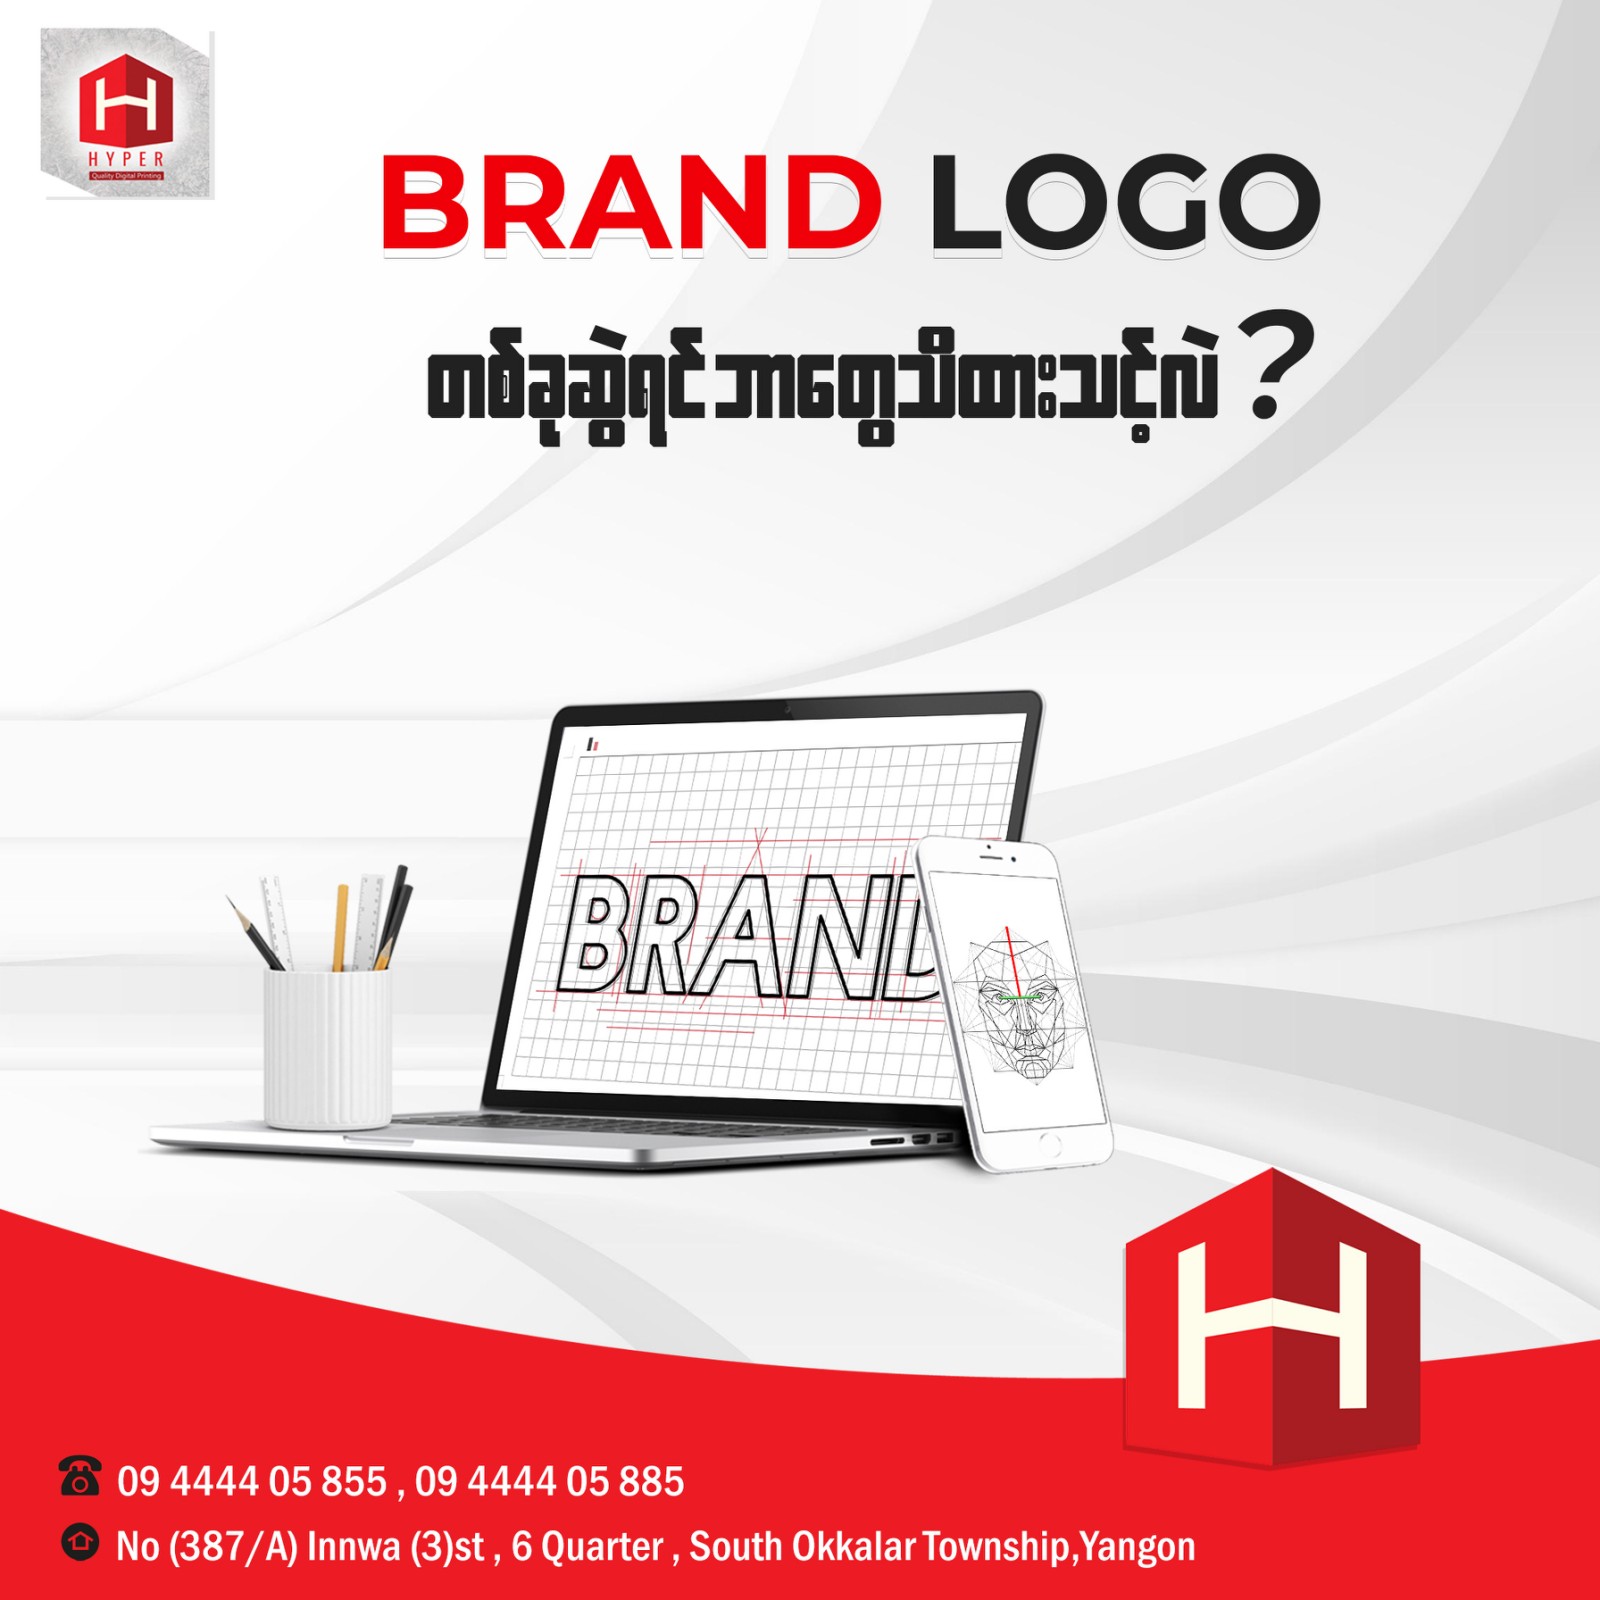 H
HYPER
Quality Digital Printing
BRAND LOGO
တစ်ခုဆွဲရင် ဘာတွေသိထားသင့်လဲ ?
BRAND
H
09 4444 05 855 , 09 4444 05 885
No (387/A) Innwa (3)st , 6 Quarter , South Okkalar Township,Yangon